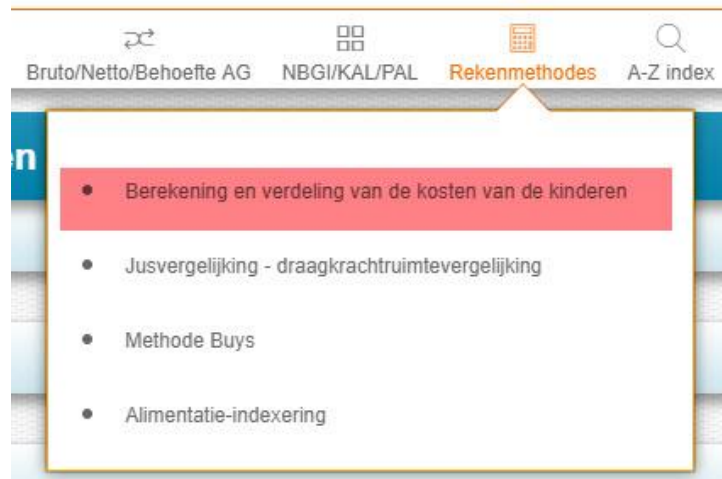 Bruto/Netto/Behoefte AG NBGI/KAL/PAL Rekenmethodes A-Z index
en
Berekening en verdeling van de kosten van de kinderen
Jusvergelijking - draagkrachtruimtevergelijking
Methode Buys
Alimentatie-indexering